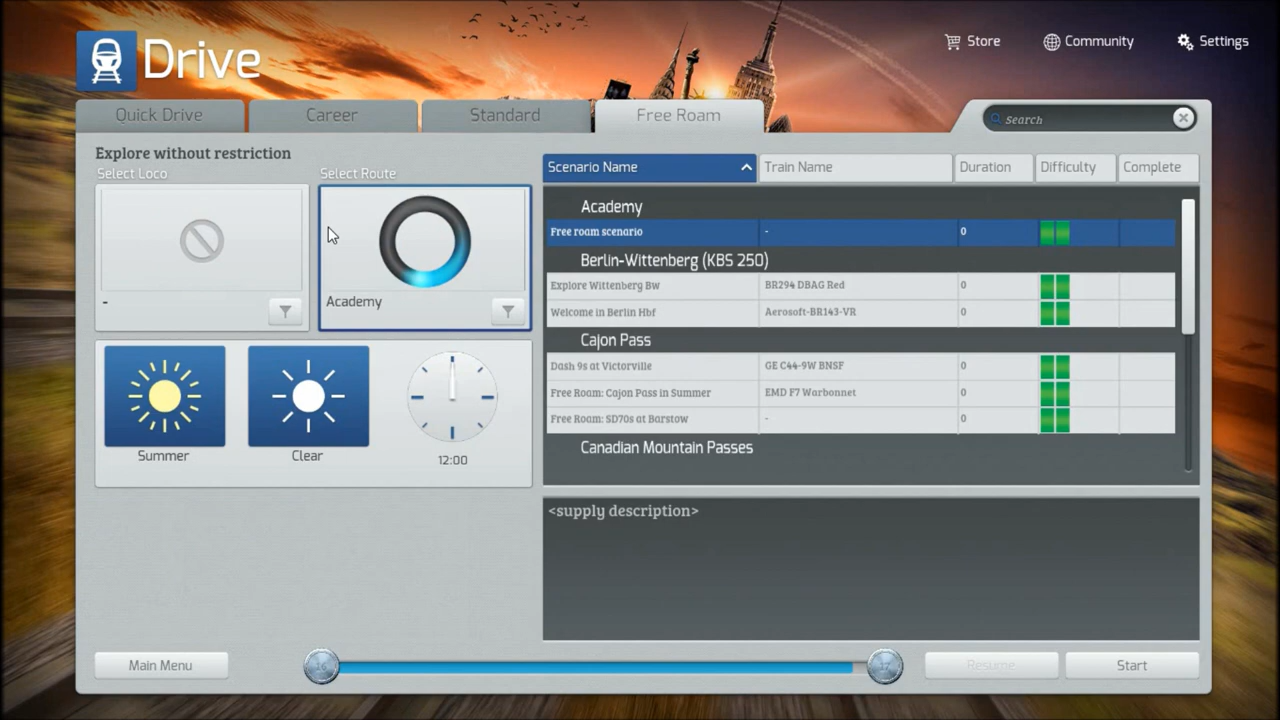 Drive
Store
Community
Settings
Quick Drive
Career
Standard
Free Roam
Search
Explore without restriction
Select Loco
Select Route
-
Academy
Summer
Clear
12:00
Scenario Name
Train Name
Duration
Difficulty
Complete
Academy
Free roam scenario - 0
Berlin-Wittenberg (KBS 250)
Explore Wittenberg Bw BR294 DBAG Red 0
Welcome in Berlin Hbf Aerosoft-BR143-VR 0
Cajon Pass
Dash 9s at Victorville GE C44-9W BNSF 0
Free Roam: Cajon Pass in Summer EMD F7 Warbonnet 0
Free Roam: SD70s at Barstow - 0
Canadian Mountain Passes
<supply description>
Main Menu
16
Resume
Start